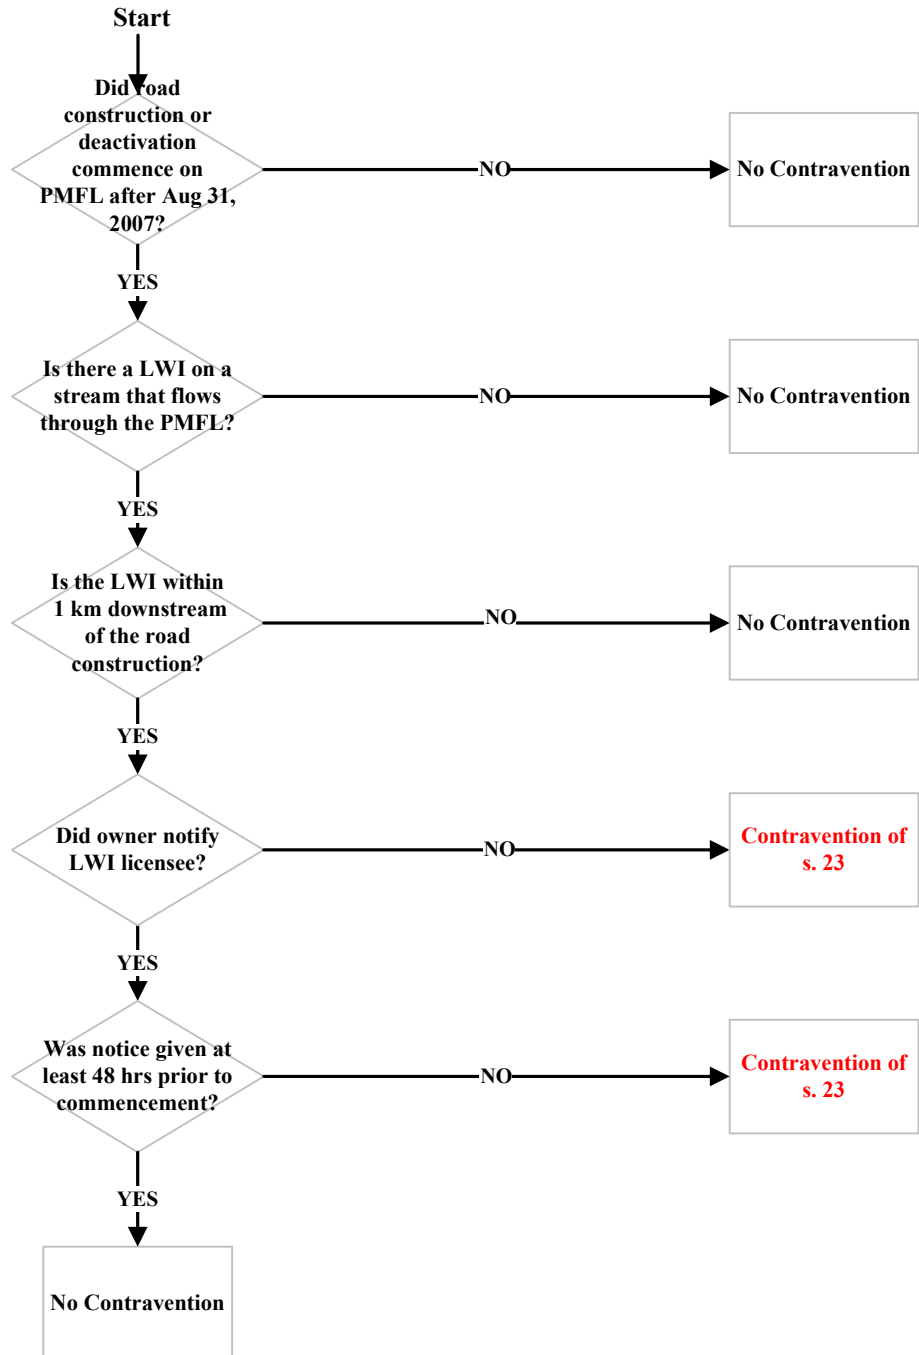 Start
Did road
construction or
deactivation
commence on
PMFL after Aug 31,
2007?
NO
No Contravention
YES
Is there a LWI on a
stream that flows
through the PMFL?
NO
No Contravention
YES
Is the LWI within
1 km downstream
of the road
construction?
NO
No Contravention
YES
Did owner notify
LWI licensee?
NO
Contravention of
s. 23
YES
Was notice given at
least 48 hrs prior to
commencement?
NO
Contravention of
s. 23
YES
No Contravention